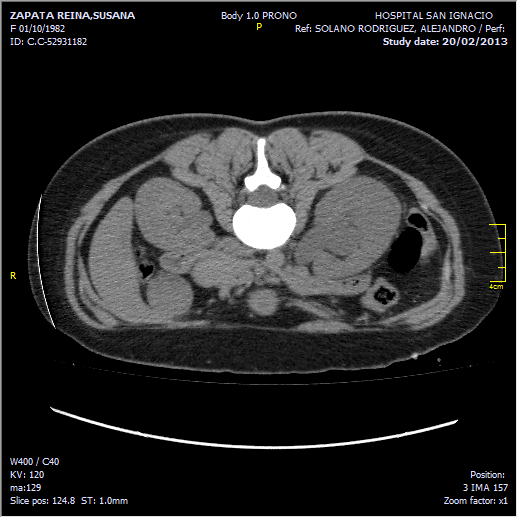 ZAPATA REINA,SUSANA
F 01/10/1982
ID: C.C-52931182
Body 1.0 PRONO
P
HOSPITAL SAN IGNACIO
Ref: SOLANO RODRIGUEZ, ALEJANDRO / Perf:
Study date: 20/02/2013
R
4cm
W400 / C40
KV: 120
ma:129
Slice pos: 124.8 ST: 1.0mm
Position:
3 IMA 157
Zoom factor: x1